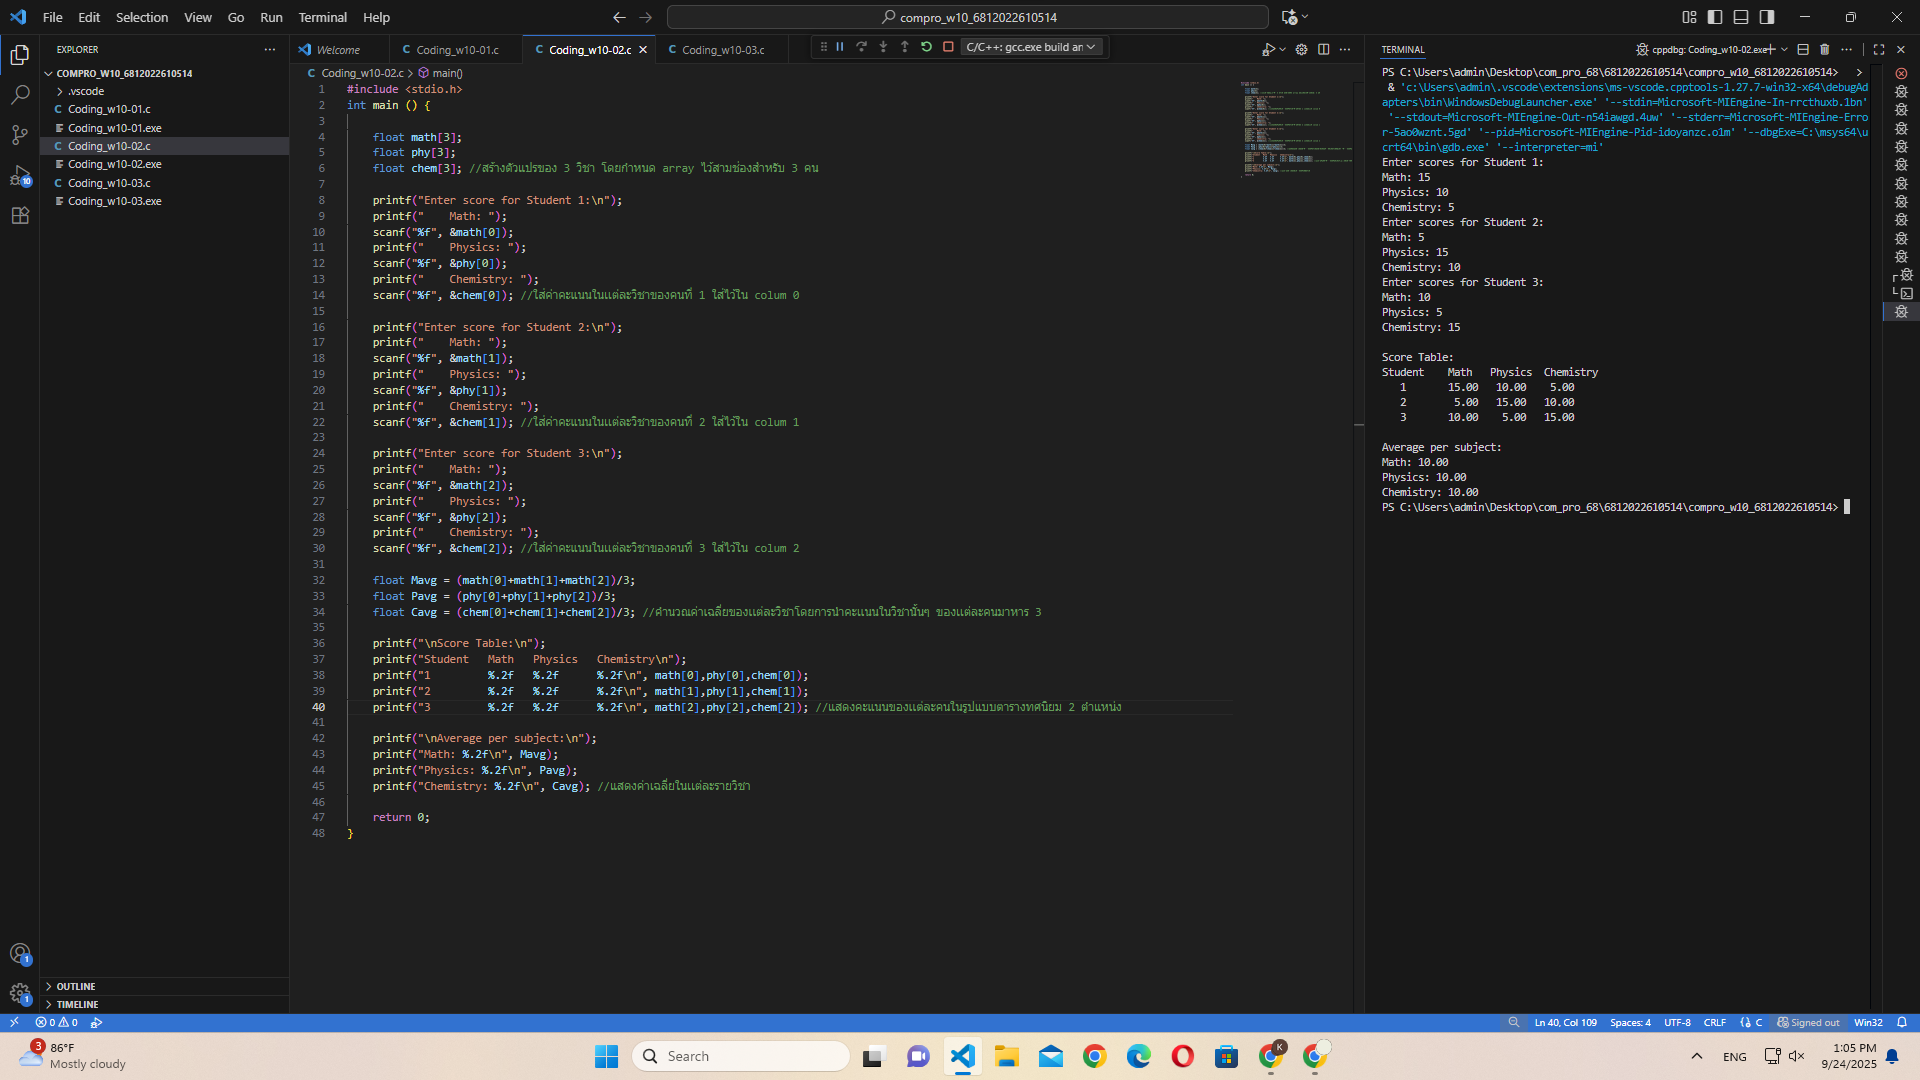 File Edit Selection View Go Run Terminal Help
compro_w10_6812022610514
EXPLORER
COMPRO_W10_6812022610514
.vscode
C Coding_w10-01.c
Coding_w10-01.exe
C Coding_w10-02.c
Coding_w10-02.exe
C Coding_w10-03.c
Coding_w10-03.exe
OUTLINE
TIMELINE
Welcome
C Coding_w10-01.c
C Coding_w10-02.c
C Coding_w10-03.c
C/C++: gcc.exe build ar
C Coding_w10-02.c > main()
1 #include <stdio.h>
2 int main () {
3
4 float math[3];
5 float phy[3];
6 float chem[3]; //สร้างตัวแปรของ 3 วิชา โดยกำหนด array ไว้สามช่องสำหรับ 3 คน
7
8 printf("Enter score for Student 1:\n");
9 printf("    Math: ");
10 scanf("%f", &math[0]);
11 printf("    Physics: ");
12 scanf("%f", &phy[0]);
13 printf("    Chemistry: ");
14 scanf("%f", &chem[0]); //ใส่ค่าคะแนนในแต่ละวิชาของคนที่ 1 ใส่ไว้ใน colum 0
15
16 printf("Enter score for Student 2:\n");
17 printf("    Math: ");
18 scanf("%f", &math[1]);
19 printf("    Physics: ");
20 scanf("%f", &phy[1]);
21 printf("    Chemistry: ");
22 scanf("%f", &chem[1]); //ใส่ค่าคะแนนในแต่ละวิชาของคนที่ 2 ใส่ไว้ใน colum 1
23
24 printf("Enter score for Student 3:\n");
25 printf("    Math: ");
26 scanf("%f", &math[2]);
27 printf("    Physics: ");
28 scanf("%f", &phy[2]);
29 printf("    Chemistry: ");
30 scanf("%f", &chem[2]); //ใส่ค่าคะแนนในแต่ละวิชาของคนที่ 3 ใส่ไว้ใน colum 2
31
32 float Mavg = (math[0]+math[1]+math[2])/3;
33 float Pavg = (phy[0]+phy[1]+phy[2])/3;
34 float Cavg = (chem[0]+chem[1]+chem[2])/3; //คำนวณค่าเฉลี่ยของแต่ละวิชาโดยการนำคะแนนในวิชานั้นๆ ของแต่ละคนมาหาร 3
35
36 printf("\nScore Table:\n");
37 printf("Student   Math   Physics   Chemistry\n");
38 printf("1         %.2f   %.2f      %.2f\n", math[0],phy[0],chem[0]);
39 printf("2         %.2f   %.2f      %.2f\n", math[1],phy[1],chem[1]);
40 printf("3         %.2f   %.2f      %.2f\n", math[2],phy[2],chem[2]); //แสดงคะแนนของแต่ละคนในรูปแบบตารางทศนิยม 2 ตำแหน่ง
41
42 printf("\nAverage per subject:\n");
43 printf("Math: %.2f\n", Mavg);
44 printf("Physics: %.2f\n", Pavg);
45 printf("Chemistry: %.2f\n", Cavg); //แสดงค่าเฉลี่ยในแต่ละรายวิชา
46
47 return 0;
48 }
TERMINAL
cppdbg: Coding_w10-02.exe
PS C:\Users\admin\Desktop\com_pro_68\6812022610514\compro_w10_6812022610514>   >
& 'c:\Users\admin\.vscode\extensions\ms-vscode.cpptools-1.27.7-win32-x64\debugAd
apters\bin\WindowsDebugLauncher.exe' '--stdin=Microsoft-MIEngine-In-rrcthuxb.1bn'
'--stdout=Microsoft-MIEngine-Out-n54iawgd.4uw' '--stderr=Microsoft-MIEngine-Erro
r-5ao0wznt.5gd' '--pid=Microsoft-MIEngine-Pid-idoyanzc.o1m' '--dbgExe=C:\msys64\u
crt64\bin\gdb.exe' '--interpreter=mi'
Enter scores for Student 1:
Math: 15
Physics: 10
Chemistry: 5
Enter scores for Student 2:
Math: 5
Physics: 15
Chemistry: 10
Enter scores for Student 3:
Math: 10
Physics: 5
Chemistry: 15
Score Table:
Student    Math   Physics  Chemistry
1       15.00   10.00    5.00
2        5.00   15.00   10.00
3       10.00    5.00   15.00
Average per subject:
Math: 10.00
Physics: 10.00
Chemistry: 10.00
PS C:\Users\admin\Desktop\com_pro_68\6812022610514\compro_w10_6812022610514>
10
1
1
0 0
Ln 40, Col 109 Spaces: 4 UTF-8 CRLF {} C Signed out Win32
3
86°F
Mostly cloudy
Search
K
ENG
1:05 PM
9/24/2025